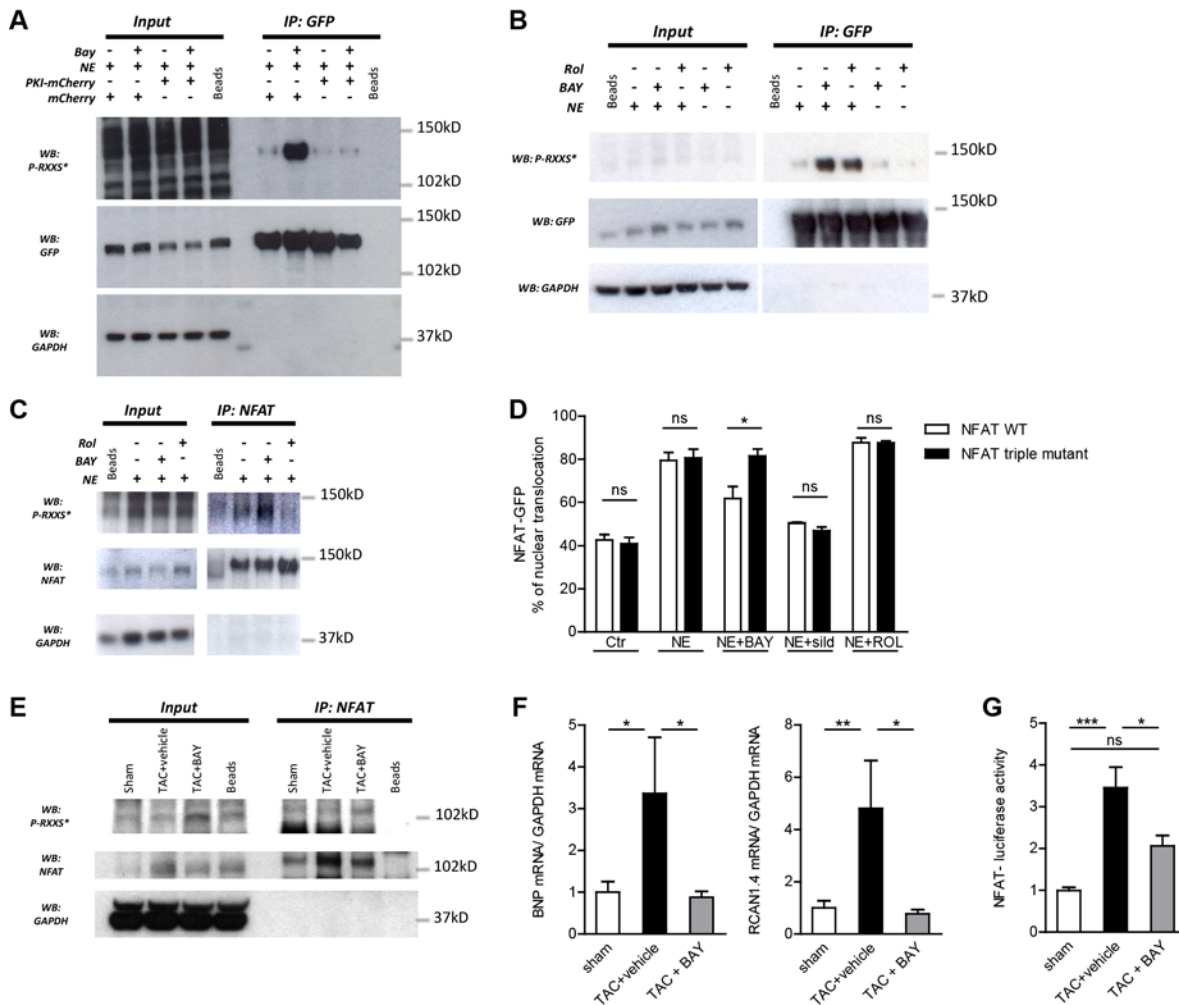 A
Input IP: GFP
Bay - + - + - + - +
NE + + + + Beads + + + + Beads
PKI-mCherry - - + + - - + +
mCherry + + - - + + - -
WB: P-RXXS*
150kD
102kD
WB: GFP
150kD
102kD
WB: GAPDH
37kD
B
Input IP: GFP
Rol - - + - + - - + - +
BAY Beads - + - + - Beads - + - + -
NE + + + - - + + + - -
WB: P-RXXS*
150kD
WB: GFP
150kD
WB: GAPDH
37kD
C
Input IP: NFAT
Rol - - + - - +
BAY Beads - + - Beads - + -
NE + + + + + +
WB: P-RXXS*
150kD
WB: NFAT
150kD
WB: GAPDH
37kD
D
NFAT-GFP
% of nuclear translocation
100
80
60
40
20
0
ns
ns
*
ns
ns
Ctr NE NE+BAY NE+sild NE+ROL
NFAT WT
NFAT triple mutant
E
Input IP: NFAT
Sham TAC+vehicle TAC+BAY Beads Sham TAC+vehicle TAC+BAY Beads
WB: P-RXXS*
102kD
WB: NFAT
102kD
WB: GAPDH
37kD
F
BNP mRNA/ GAPDH mRNA
5
4
3
2
1
0
* *
sham TAC+vehicle TAC + BAY
RCAN1.4 mRNA/ GAPDH mRNA
8
6
4
2
0
** *
sham TAC+vehicle TAC + BAY
G
NFAT- luciferase activity
5
4
3
2
1
0
*** *
ns
sham TAC+vehicle TAC + BAY